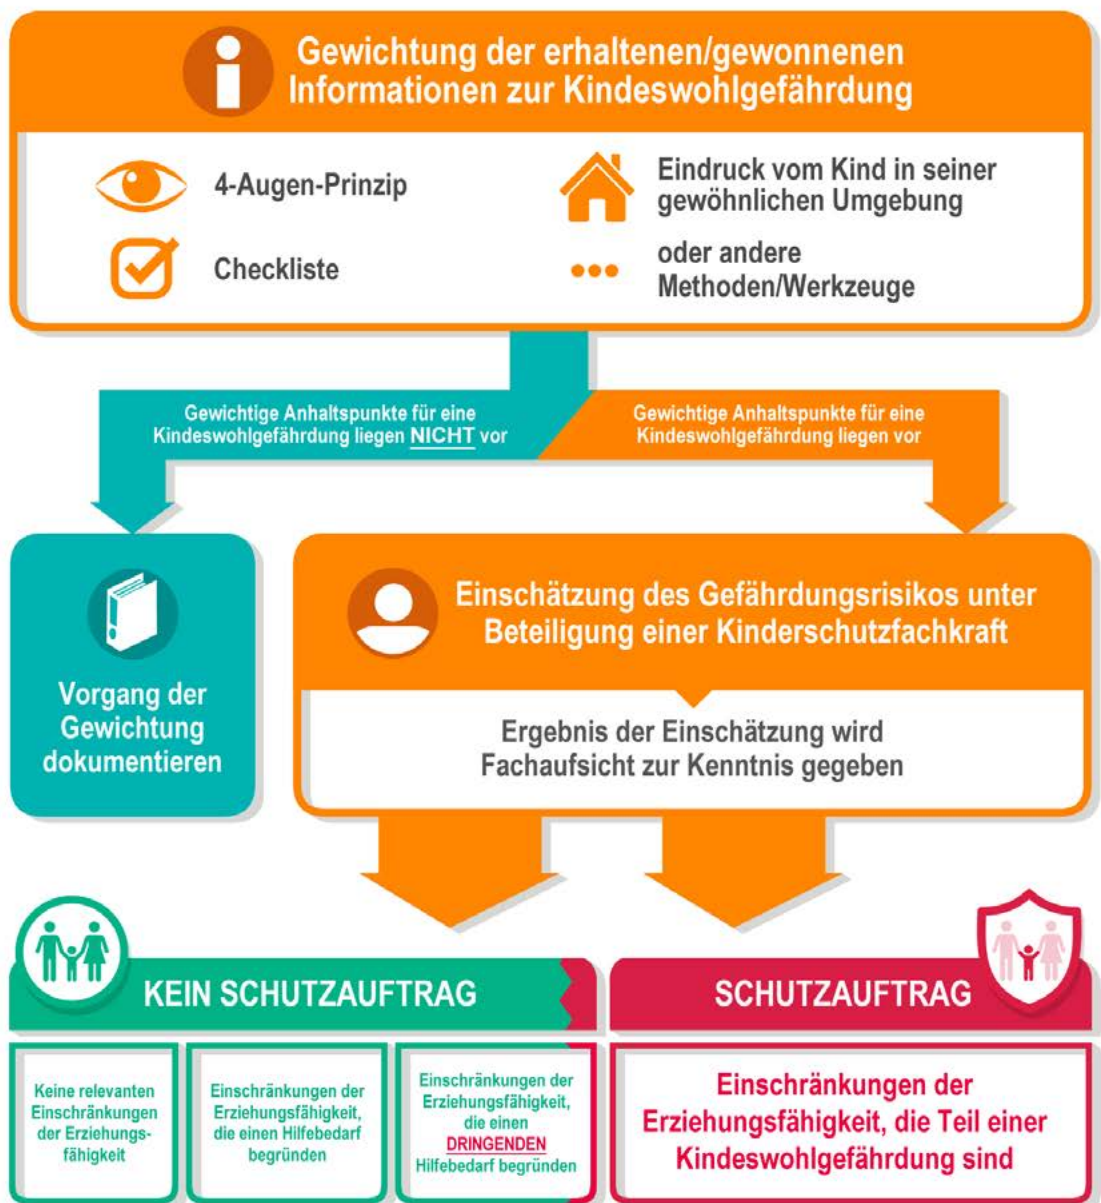 Gewichtung der erhaltenen/gewonnenen
Informationen zur Kindeswohlgefährdung
4-Augen-Prinzip
Eindruck vom Kind in seiner
gewöhnlichen Umgebung
Checkliste
oder andere
Methoden/Werkzeuge
Gewichtige Anhaltspunkte für eine
Kindeswohlgefährdung liegen NICHT vor
Gewichtige Anhaltspunkte für eine
Kindeswohlgefährdung liegen vor
Vorgang der
Gewichtung
dokumentieren
Einschätzung des Gefährdungsrisikos unter
Beteiligung einer Kinderschutzfachkraft
Ergebnis der Einschätzung wird
Fachaufsicht zur Kenntnis gegeben
KEIN SCHUTZAUFTRAG
Keine relevanten
Einschränkungen
der Erziehungs-
fähigkeit
Einschränkungen der
Erziehungsfähigkeit,
die einen Hilfebedarf
begründen
Einschränkungen der
Erziehungsfähigkeit,
die einen
DRINGENDEN
Hilfebedarf begründen
SCHUTZAUFTRAG
Einschränkungen der
Erziehungsfähigkeit, die Teil einer
Kindeswohlgefährdung sind